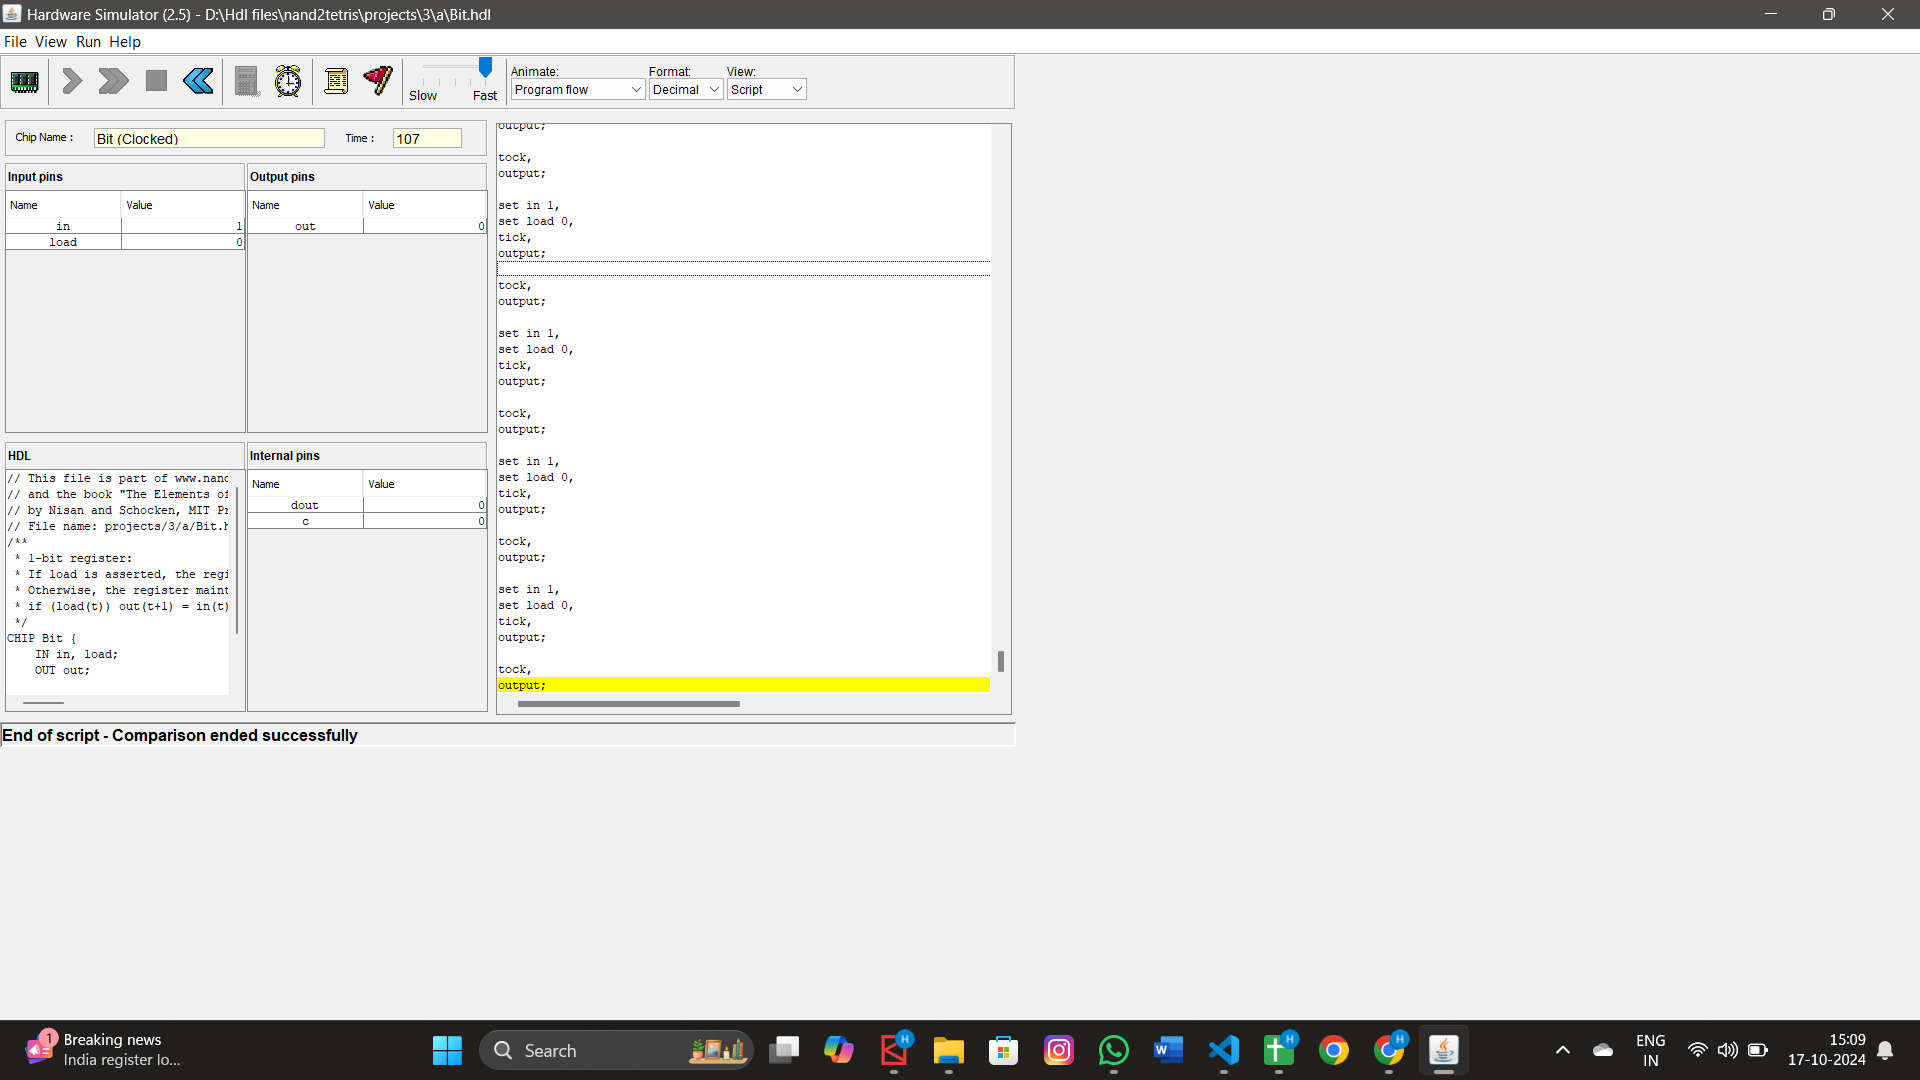 Hardware Simulator (2.5) - D:\Hdl files\nand2tetris\projects\3\a\Bit.hdl
File View Run Help
Slow Fast
Animate: Format: View:
Program flow Decimal Script
Chip Name : Bit (Clocked) Time : 107
Input pins
Name Value
in 1
load 0
Output pins
Name Value
out 0
HDL
// This file is part of www.nand
// and the book "The Elements of
// by Nisan and Schocken, MIT Pr
// File name: projects/3/a/Bit.h
/**
* 1-bit register:
* If load is asserted, the regi
* Otherwise, the register maint
* if (load(t)) out(t+1) = in(t)
*/
CHIP Bit {
IN in, load;
OUT out;
Internal pins
Name Value
dout 0
c 0
output;
tock,
output;
set in 1,
set load 0,
tick,
output;
tock,
output;
set in 1,
set load 0,
tick,
output;
tock,
output;
set in 1,
set load 0,
tick,
output;
tock,
output;
set in 1,
set load 0,
tick,
output;
tock,
output;
End of script - Comparison ended successfully
1
Breaking news
India register lo...
Search
H
W
H
H
ENG
IN
15:09
17-10-2024